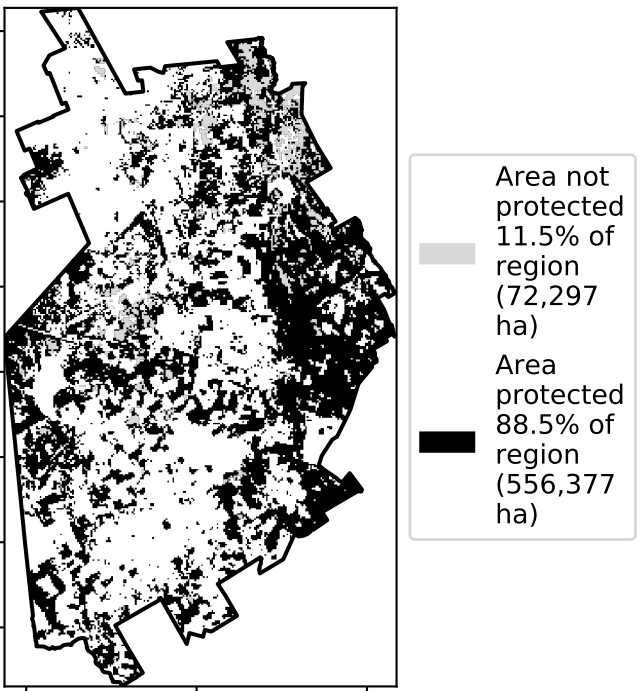 Area not
protected
11.5% of
region
(72,297
ha)
Area
protected
88.5% of
region
(556,377
ha)